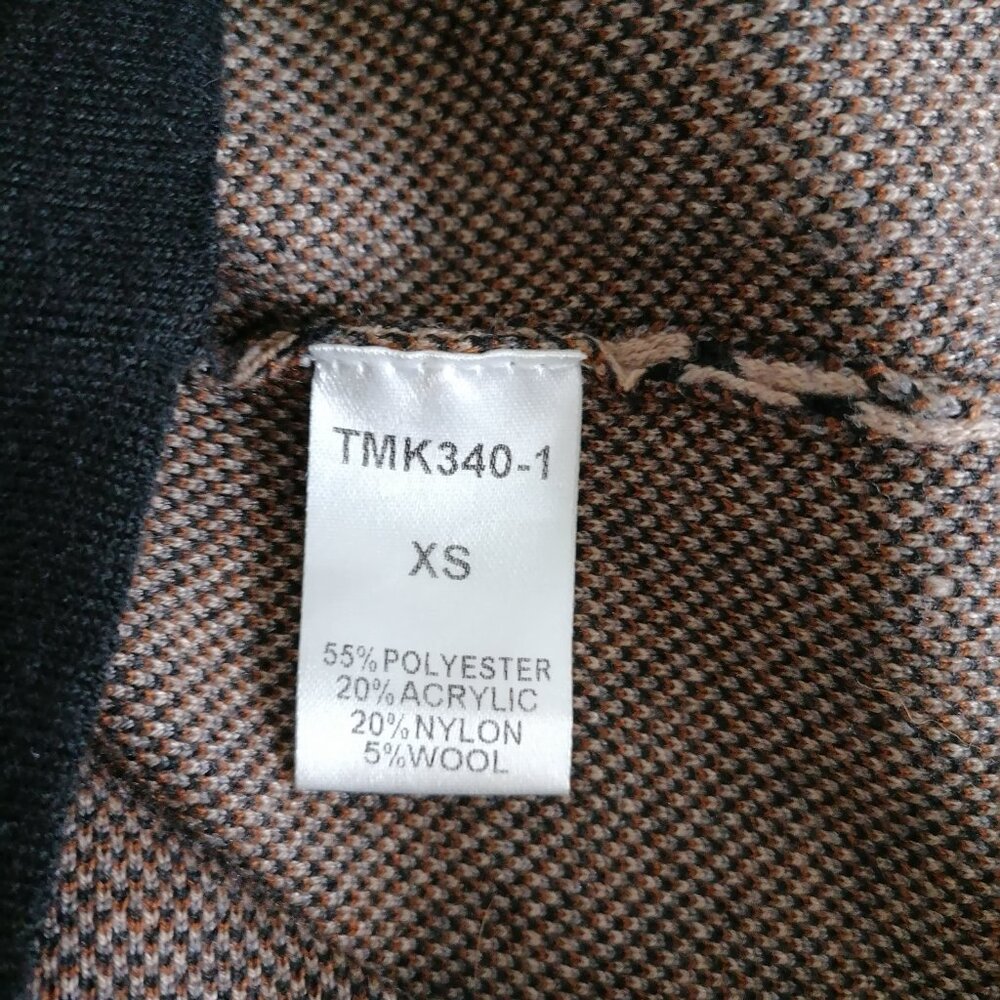 TMK340-1
XS
55%POLYESTER
20%ACRYLIC
20%NYLON
5%WOOL